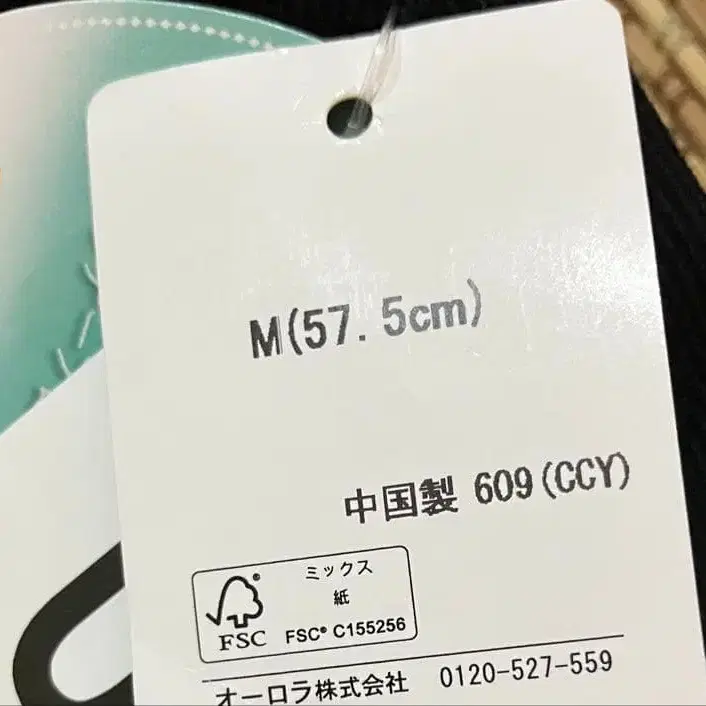 M(57.5cm)
中国製 609(CCY)
ミックス
紙
FSC® C155256
FSC
オーロラ株式会社 0120-527-559